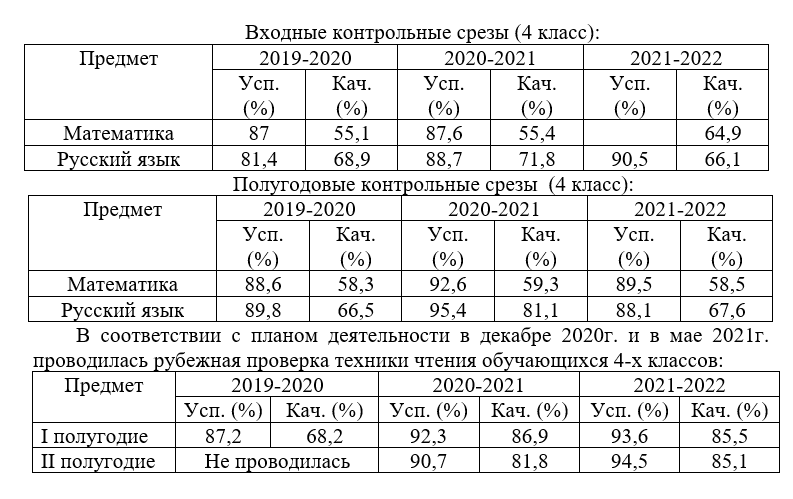 Входные контрольные срезы (4 класс):
Предмет 2019-2020 2020-2021 2021-2022
Усп. (%) Кач. (%) Усп. (%) Кач. (%) Усп. (%) Кач. (%)
Математика 87 55,1 87,6 55,4 64,9
Русский язык 81,4 68,9 88,7 71,8 90,5 66,1
Полугодовые контрольные срезы (4 класс):
Предмет 2019-2020 2020-2021 2021-2022
Усп. (%) Кач. (%) Усп. (%) Кач. (%) Усп. (%) Кач. (%)
Математика 88,6 58,3 92,6 59,3 89,5 58,5
Русский язык 89,8 66,5 95,4 81,1 88,1 67,6
В соответствии с планом деятельности в декабре 2020г. и в мае 2021г.
проводилась рубежная проверка техники чтения обучающихся 4-х классов:
Предмет 2019-2020 2020-2021 2021-2022
Усп. (%) Кач. (%) Усп. (%) Кач. (%) Усп. (%) Кач. (%)
I полугодие 87,2 68,2 92,3 86,9 93,6 85,5
II полугодие Не проводилась 90,7 81,8 94,5 85,1